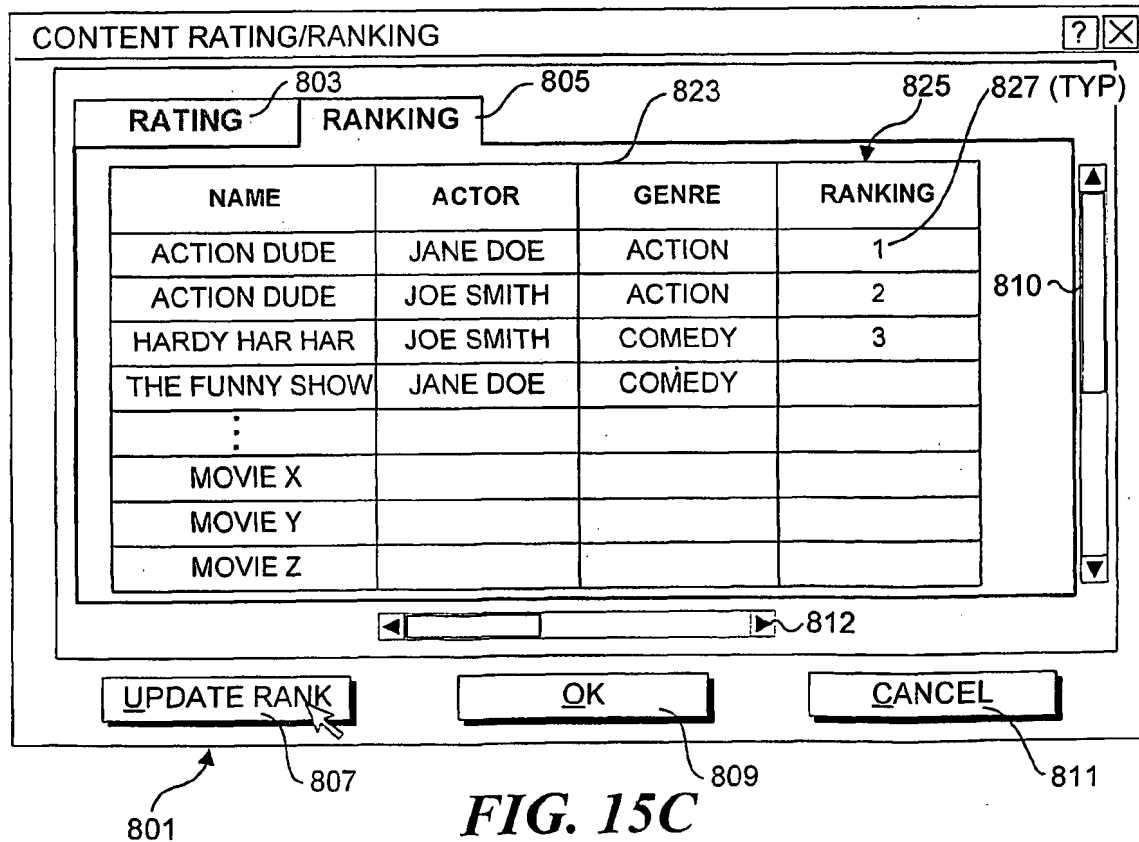 CONTENT RATING/RANKING ?
803 805 823 825 827 (TYP)
RATING RANKING
NAME ACTOR GENRE RANKING
ACTION DUDE JANE DOE ACTION 1
ACTION DUDE JOE SMITH ACTION 2
810
HARDY HAR HAR JOE SMITH COMEDY 3
THE FUNNY SHOW JANE DOE COMEDY
MOVIE X
MOVIE Y
MOVIE Z
812
UPDATE RANK OK CANCEL
801 807 809 811
FIG. 15C